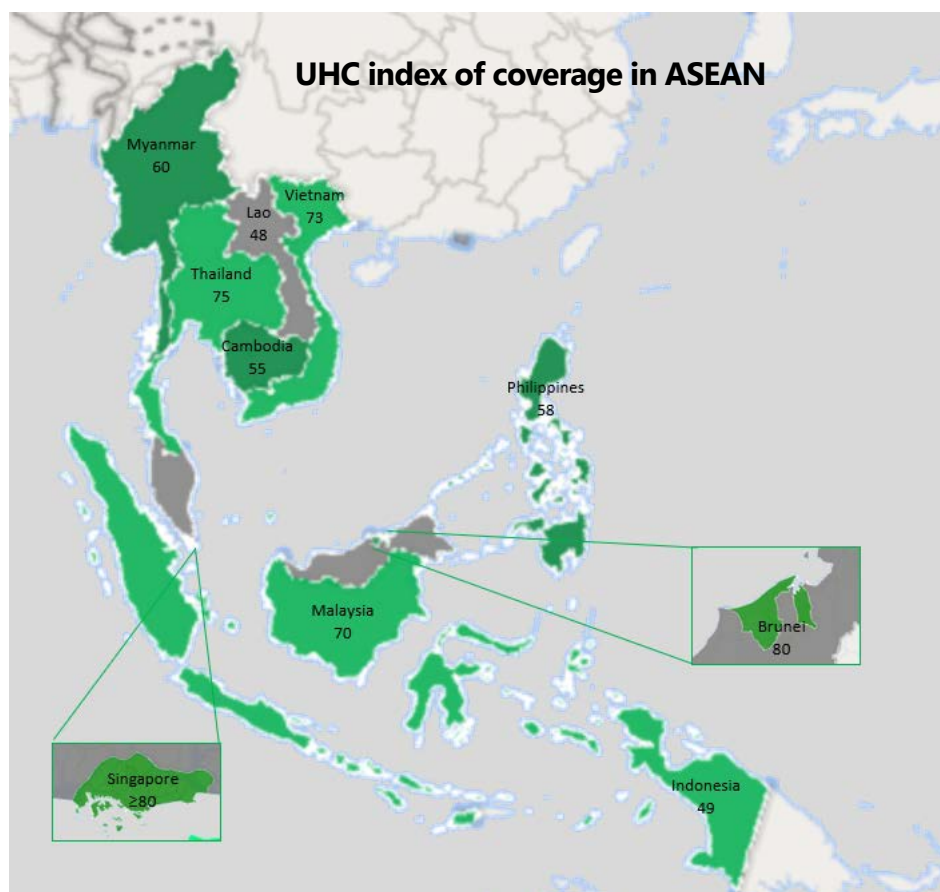 UHC index of coverage in ASEAN
Myanmar
60
Vietnam
73
Lao
48
Thailand
75
Cambodia
55
Philippines
58
Malaysia
70
Brunei
80
Singapore
≥80
Indonesia
49